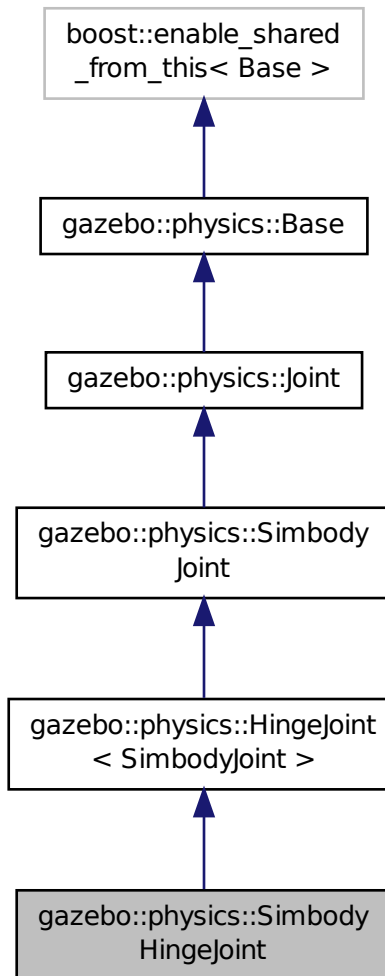 boost::enable_shared
_from_this< Base >
gazebo::physics::Base
gazebo::physics::Joint
gazebo::physics::Simbody
Joint
gazebo::physics::HingeJoint
< SimbodyJoint >
gazebo::physics::Simbody
HingeJoint